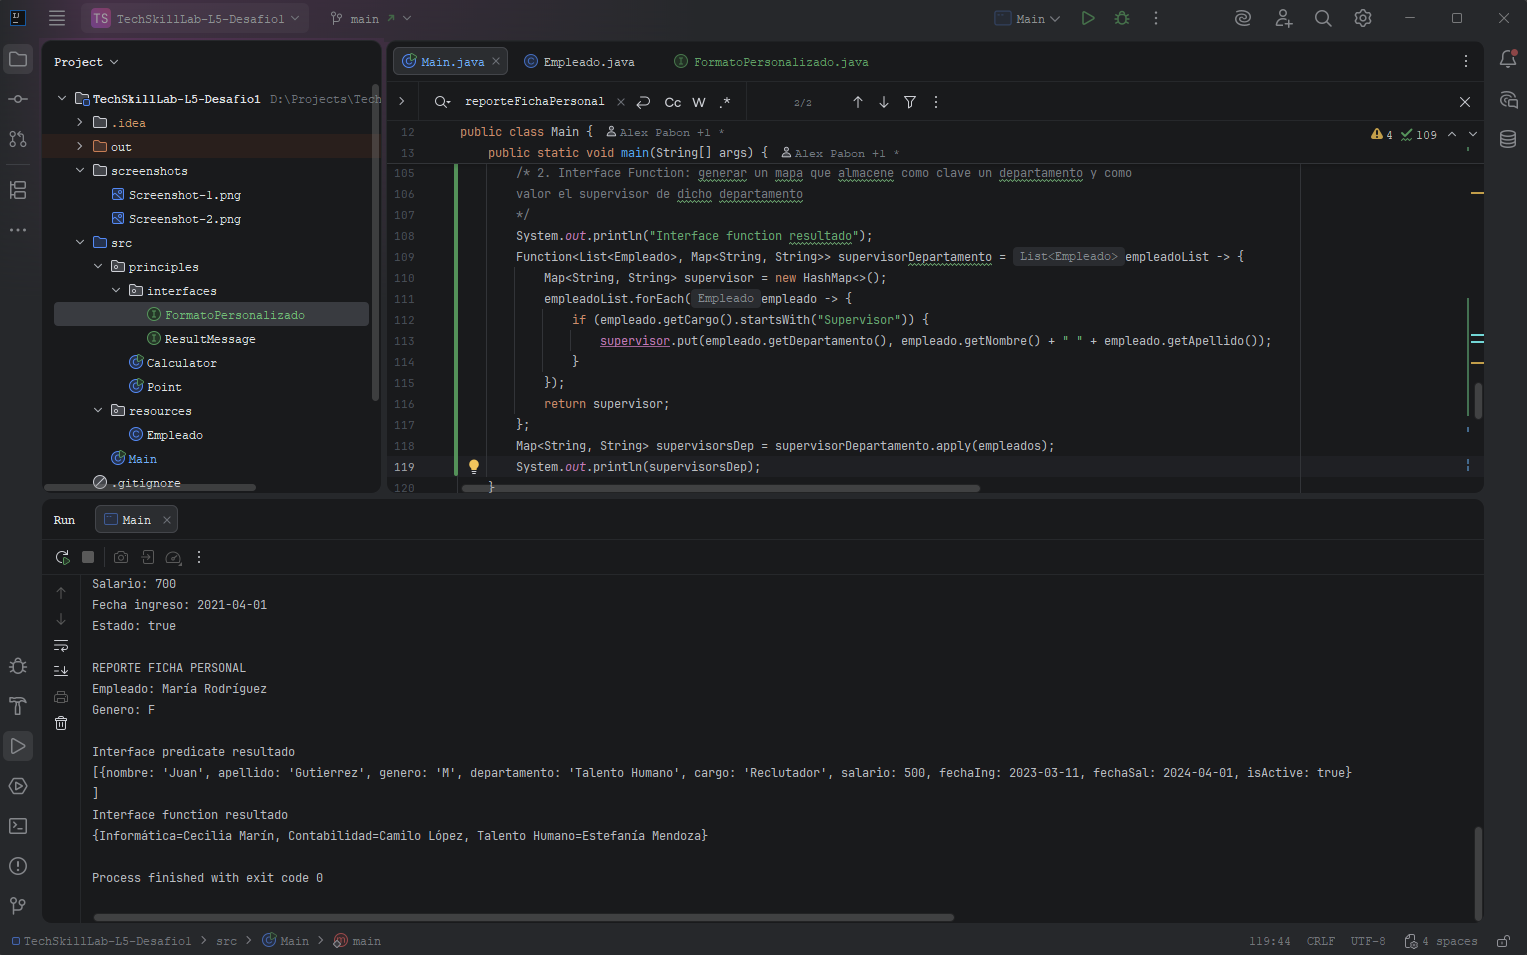 TS TechSkillLab-L5-Desafio1 main Main
Project
TechSkillLab-L5-Desafio1 D:\Projects\Tech
.idea
out
screenshots
Screenshot-1.png
Screenshot-2.png
src
principles
interfaces
FormatoPersonalizado
ResultMessage
Calculator
Point
resources
Empleado
Main
.gitignore
Main.java Empleado.java FormatoPersonalizado.java
reporteFichaPersonal Cc W .* 2/2
12 public class Main { Alex Pabon +1 *
4 109
13 public static void main(String[] args) { Alex Pabon +1 *
105 /* 2. Interface Function: generar un mapa que almacene como clave un departamento y como
106 valor el supervisor de dicho departamento
107 */
108 System.out.println("Interface function resultado");
109 Function<List<Empleado>, Map<String, String>> supervisorDepartamento = List<Empleado> empleadoList -> {
110 Map<String, String> supervisor = new HashMap<>();
111 empleadoList.forEach( Empleado empleado -> {
112 if (empleado.getCargo().startsWith("Supervisor")) {
113 supervisor.put(empleado.getDepartamento(), empleado.getNombre() + " " + empleado.getApellido());
114 }
115 });
116 return supervisor;
117 };
118 Map<String, String> supervisorsDep = supervisorDepartamento.apply(empleados);
119 System.out.println(supervisorsDep);
120 }
Run Main
Salario: 700
Fecha ingreso: 2021-04-01
Estado: true
REPORTE FICHA PERSONAL
Empleado: María Rodríguez
Genero: F
Interface predicate resultado
[{nombre: 'Juan', apellido: 'Gutierrez', genero: 'M', departamento: 'Talento Humano', cargo: 'Reclutador', salario: 500, fechaIng: 2023-03-11, fechaSal: 2024-04-01, isActive: true}
]
Interface function resultado
{Informática=Cecilia Marín, Contabilidad=Camilo López, Talento Humano=Estefanía Mendoza}
Process finished with exit code 0
TechSkillLab-L5-Desafio1 > src > Main > main
119:44 CRLF UTF-8 4 spaces